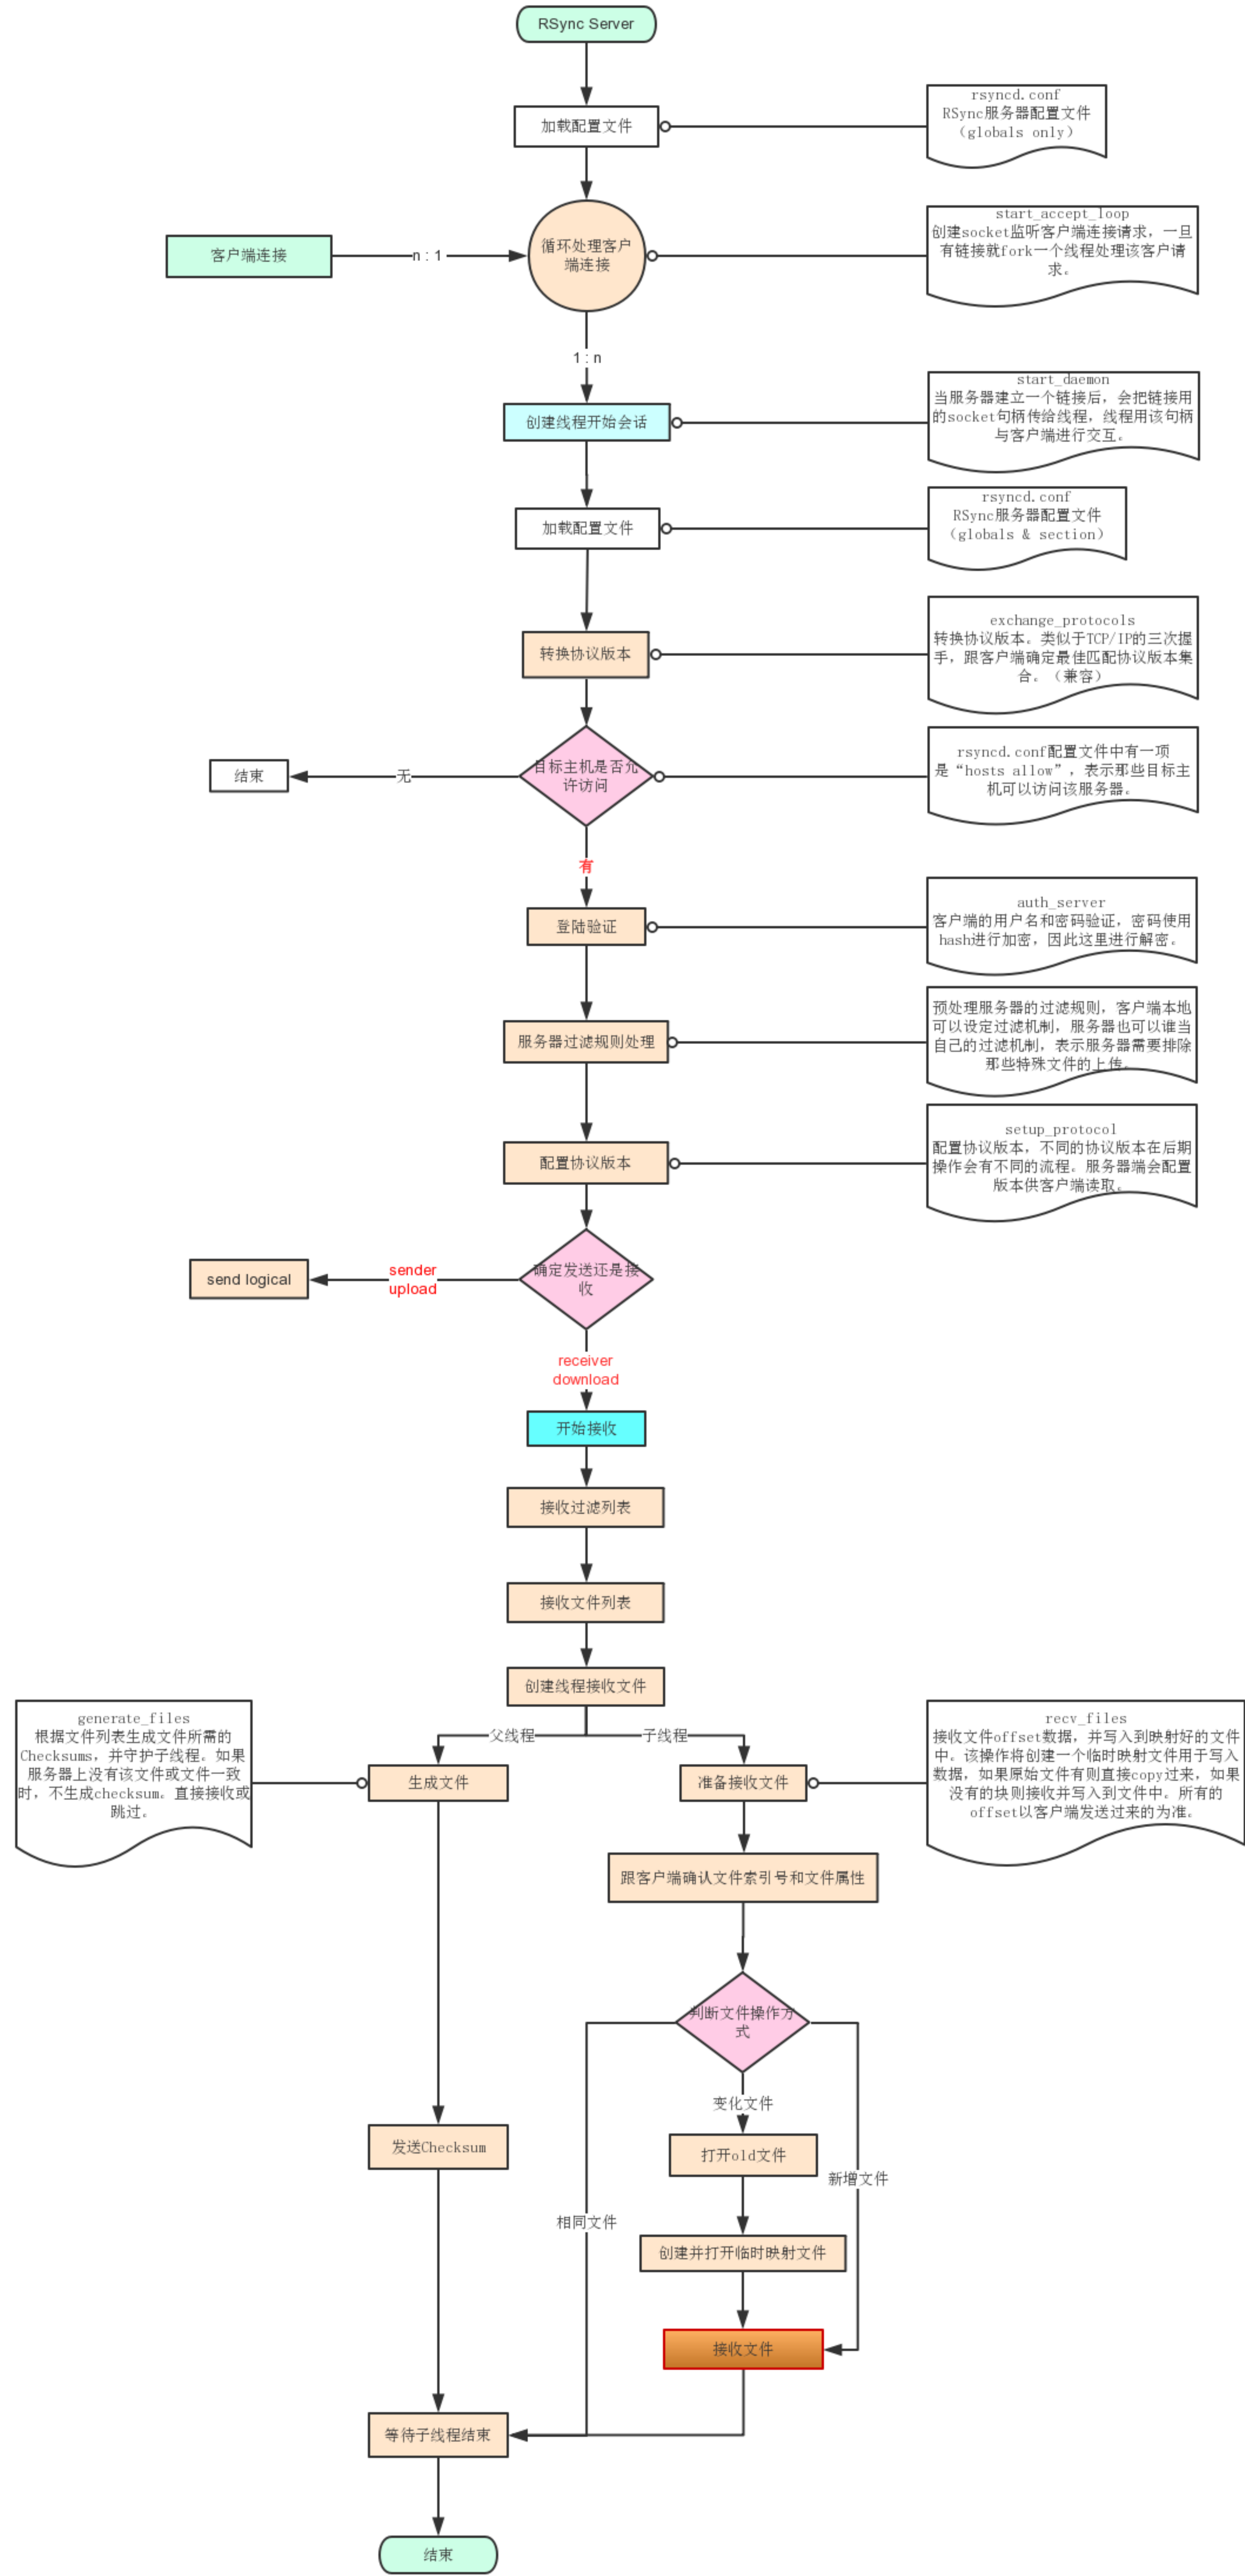 RSync Server
加载配置文件
rsyncd.conf
RSync服务器配置文件
（globals only）
客户端连接
n : 1
循环处理客户
端连接
start_accept_loop
创建socket监听客户端连接请求，一旦
有链接就fork一个线程处理该客户请
求。
1 : n
创建线程开始会话
start_daemon
当服务器建立一个链接后，会把链接用
的socket句柄传给线程，线程用该句柄
与客户端进行交互。
加载配置文件
rsyncd.conf
RSync服务器配置文件
（globals & section）
转换协议版本
exchange_protocols
转换协议版本。类似于TCP/IP的三次握
手，跟客户端确定最佳匹配协议版本集
合。（兼容）
结束
无
目标主机是否允
许访问
rsyncd.conf配置文件中有一项
是“hosts allow”，表示那些目标主
机可以访问该服务器。
有
登陆验证
auth_server
客户端的用户名和密码验证，密码使用
hash进行加密，因此这里进行解密。
服务器过滤规则处理
预处理服务器的过滤规则，客户端本地
可以设定过滤机制，服务器也可以谁当
自己的过滤机制，表示服务器需要排除
那些特殊文件的上传。
配置协议版本
setup_protocol
配置协议版本，不同的协议版本在后期
操作会有不同的流程。服务器端会配置
版本供客户端读取。
send logical
sender
upload
确定发送还是接
收
receiver
download
开始接收
接收过滤列表
接收文件列表
创建线程接收文件
父线程
子线程
generate_files
根据文件列表生成文件所需的
Checksums，并守护子线程。如果
服务器上没有该文件或文件一致
时，不生成checksum。直接接收或
跳过。
生成文件
准备接收文件
recv_files
接收文件offset数据，并写入到映射好的文件
中。该操作将创建一个临时映射文件用于写入
数据，如果原始文件有则直接copy过来，如果
没有的块则接收并写入到文件中。所有的
offset以客户端发送过来的为准。
跟客户端确认文件索引号和文件属性
判断文件操作方
式
变化文件
发送Checksum
打开old文件
新增文件
相同文件
创建并打开临时映射文件
接收文件
等待子线程结束
结束